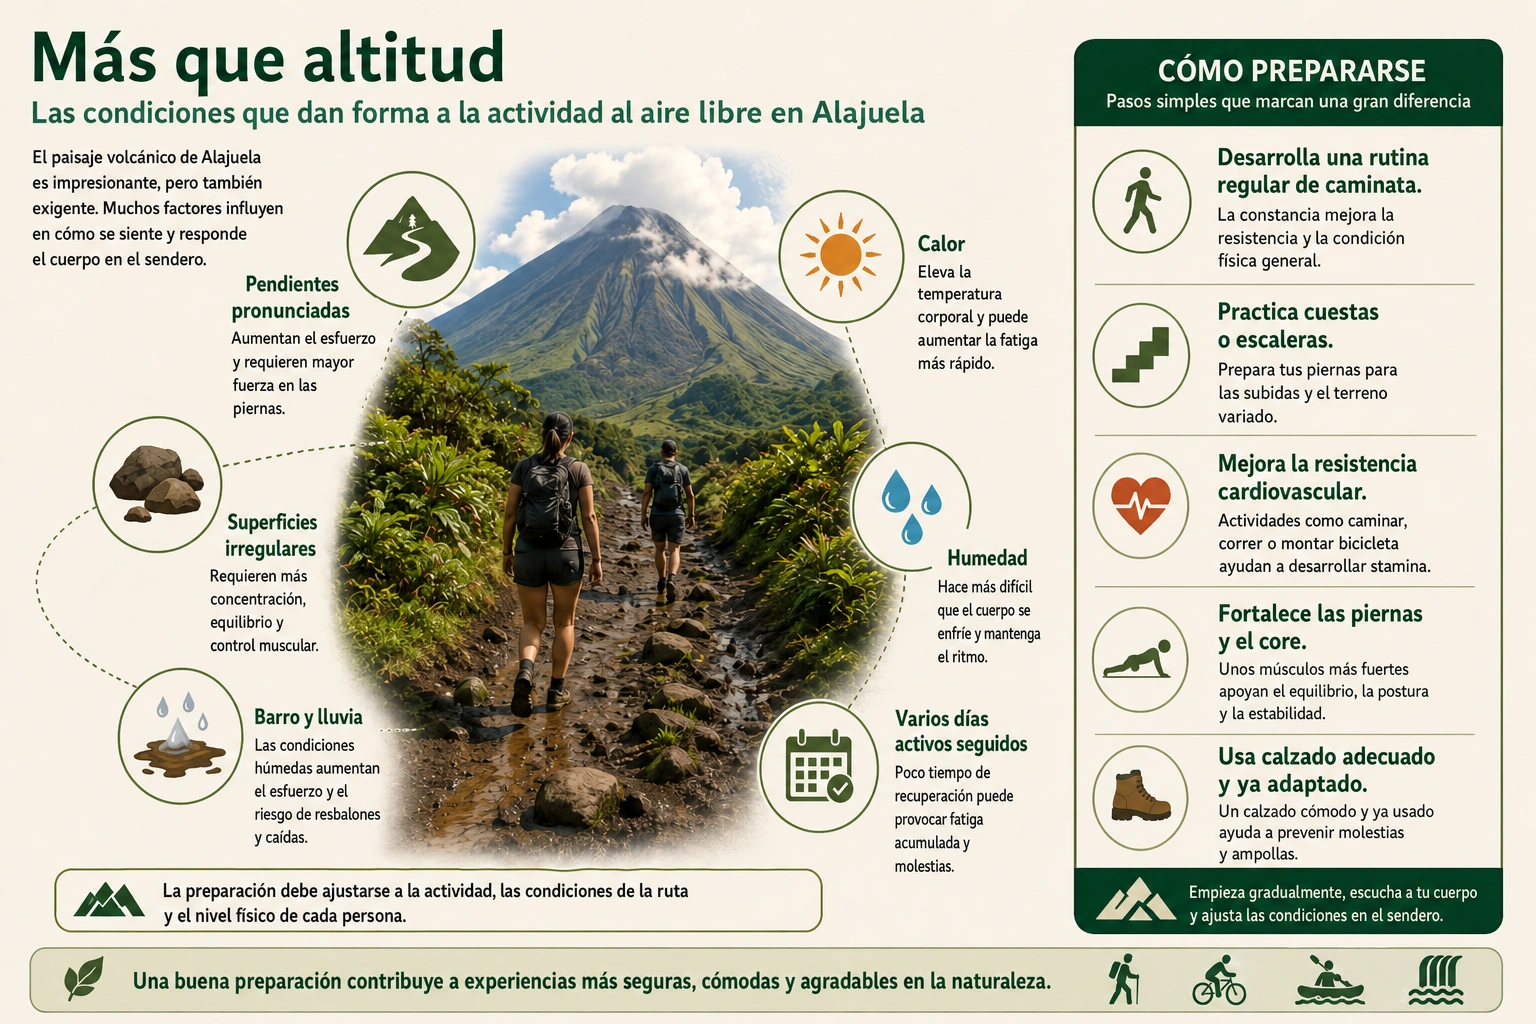 Más que altitud
Las condiciones que dan forma a la actividad al aire libre en Alajuela
El paisaje volcánico de Alajuela
es impresionante, pero también
exigente. Muchos factores influyen
en cómo se siente y responde
el cuerpo en el sendero.
Pendientes
pronunciadas
Aumentan el esfuerzo
y requieren mayor
fuerza en las
piernas.
Superficies
irregulares
Requieren más
concentración,
equilibrio y
control muscular.
Barro y lluvia
Las condiciones
húmedas aumentan
el esfuerzo y el
riesgo de resbalones
y caídas.
Calor
Eleva la
temperatura
corporal y puede
aumentar la fatiga
más rápido.
Humedad
Hace más difícil
que el cuerpo se
enfríe y mantenga
el ritmo.
Varios días
activos seguidos
Poco tiempo de
recuperación puede
provocar fatiga
acumulada y
molestias.
La preparación debe ajustarse a la actividad, las condiciones de la ruta
y el nivel físico de cada persona.
CÓMO PREPARARSE
Pasos simples que marcan una gran diferencia
Desarrolla una rutina
regular de caminata.
La constancia mejora la
resistencia y la condición
física general.
Practica cuestas
o escaleras.
Prepara tus piernas para
las subidas y el terreno
variado.
Mejora la resistencia
cardiovascular.
Actividades como caminar,
correr o montar bicicleta
ayudan a desarrollar stamina.
Fortalece las piernas
y el core.
Unos músculos más fuertes
apoyan el equilibrio, la postura
y la estabilidad.
Usa calzado adecuado
y ya adaptado.
Un calzado cómodo y ya usado
ayuda a prevenir molestias
y ampollas.
Empieza gradualmente, escucha a tu cuerpo
y ajusta las condiciones en el sendero.
Una buena preparación contribuye a experiencias más seguras, cómodas y agradables en la naturaleza.